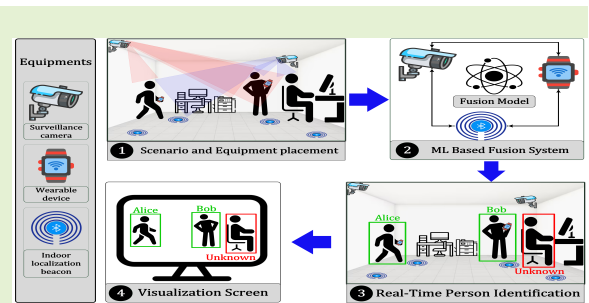 Equipments
Surveillance
camera
Wearable
device
Indoor
localization
beacon
1 Scenario and Equipment placement
Fusion Model
2 ML Based Fusion System
Alice
Bob
Unknown
3 Real-Time Person Identification
Alice
Bob
Unknown
4 Visualization Screen